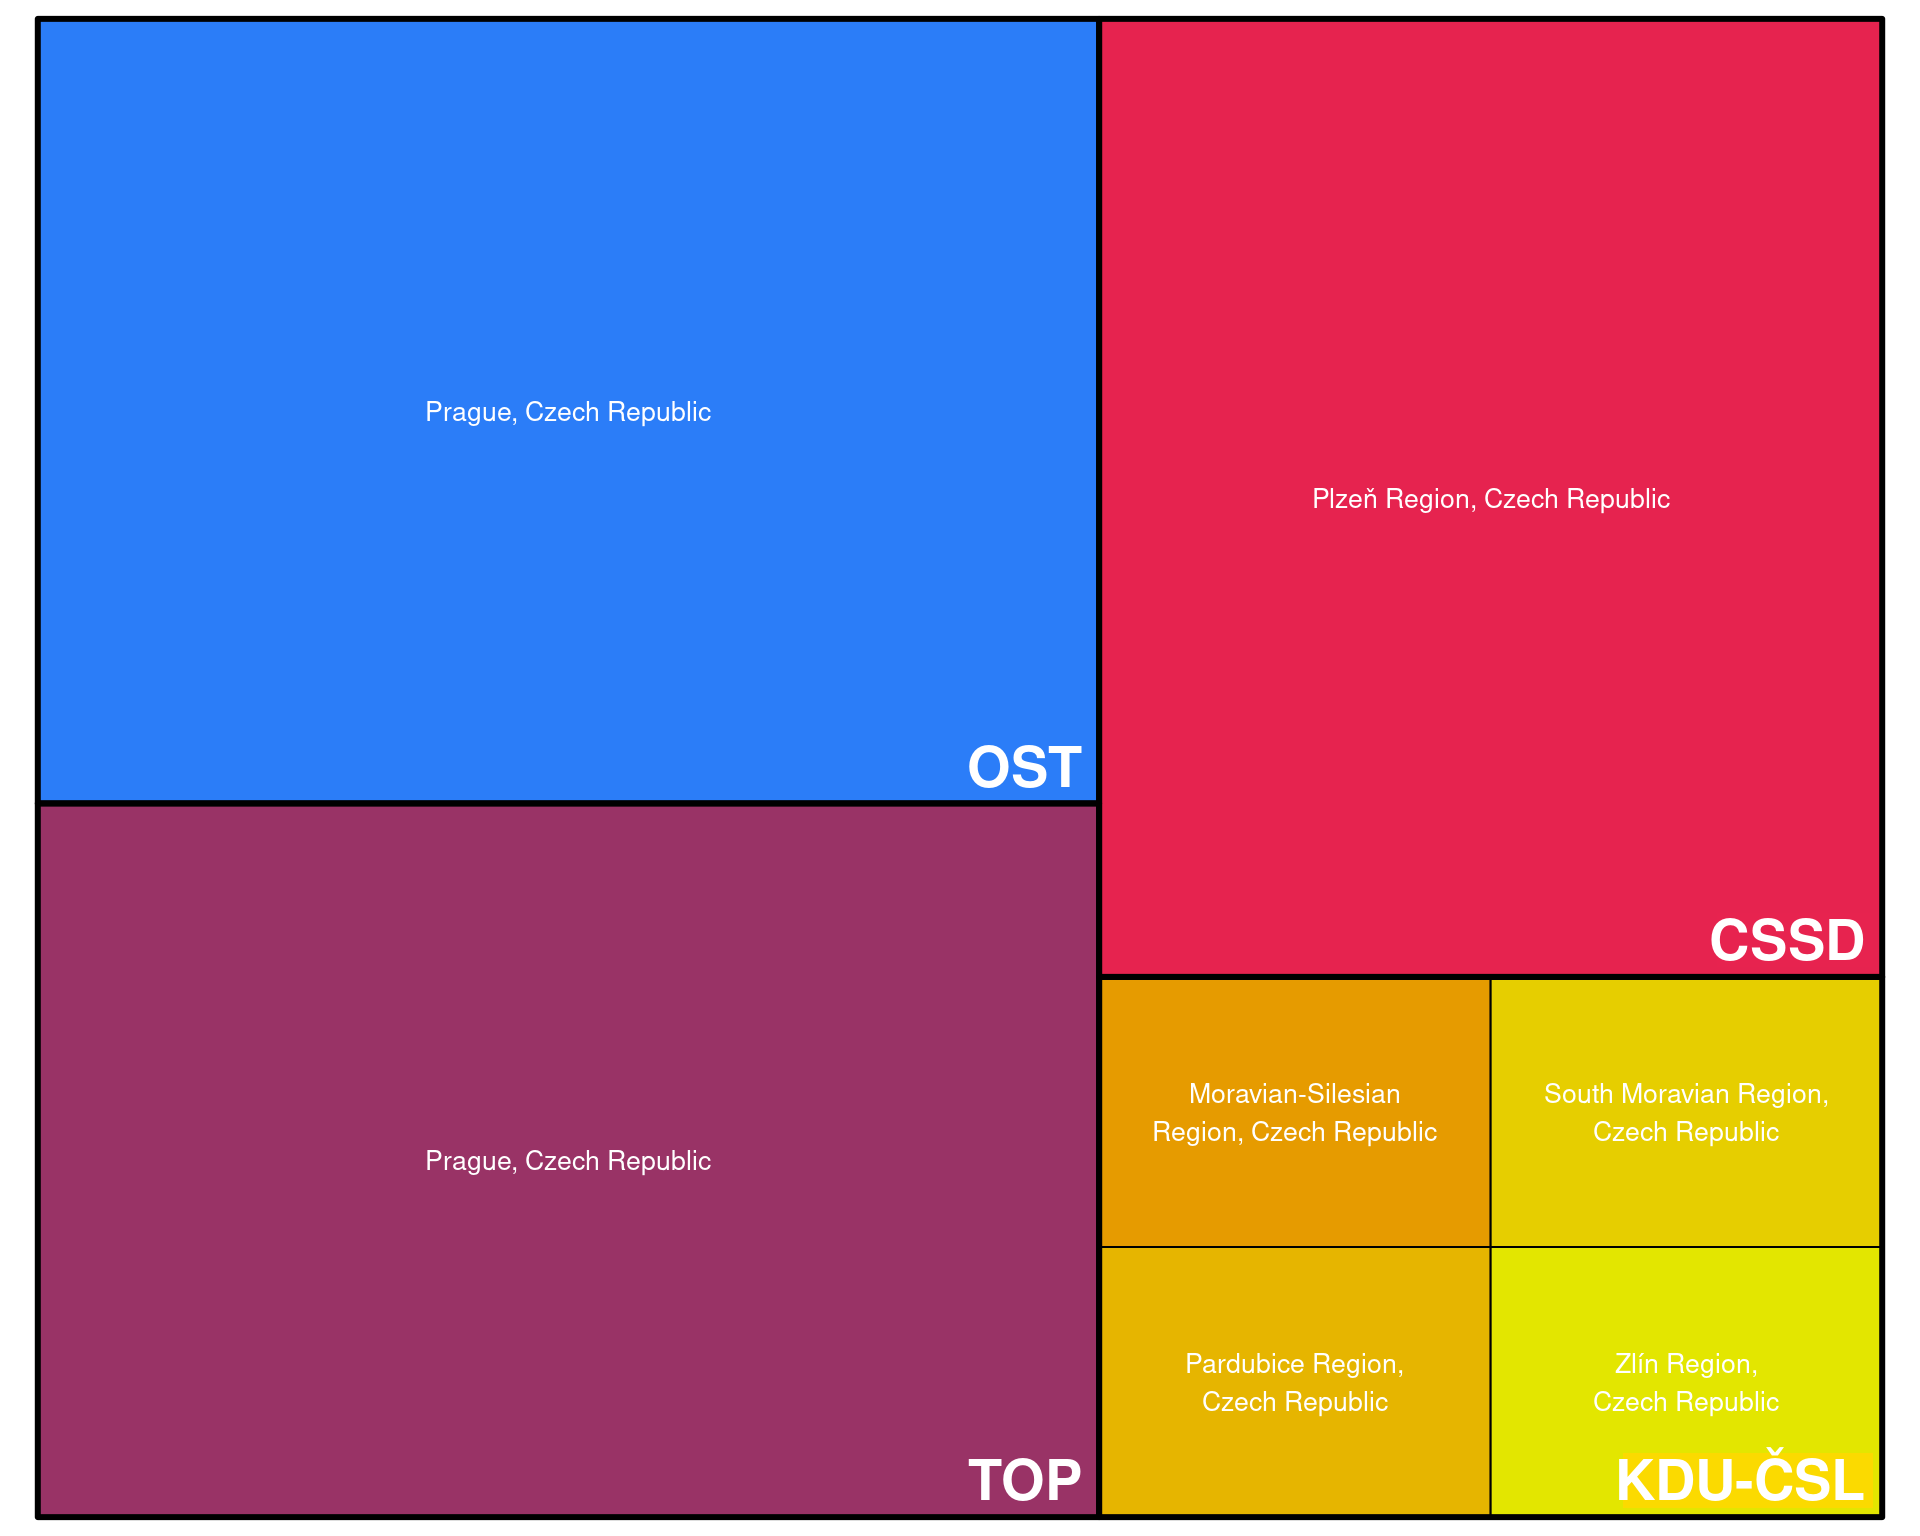 Prague, Czech Republic
OST
Plzeň Region, Czech Republic
CSSD
Prague, Czech Republic
TOP
Moravian-Silesian
Region, Czech Republic
South Moravian Region,
Czech Republic
Pardubice Region,
Czech Republic
Zlín Region,
Czech Republic
KDU-ČSL